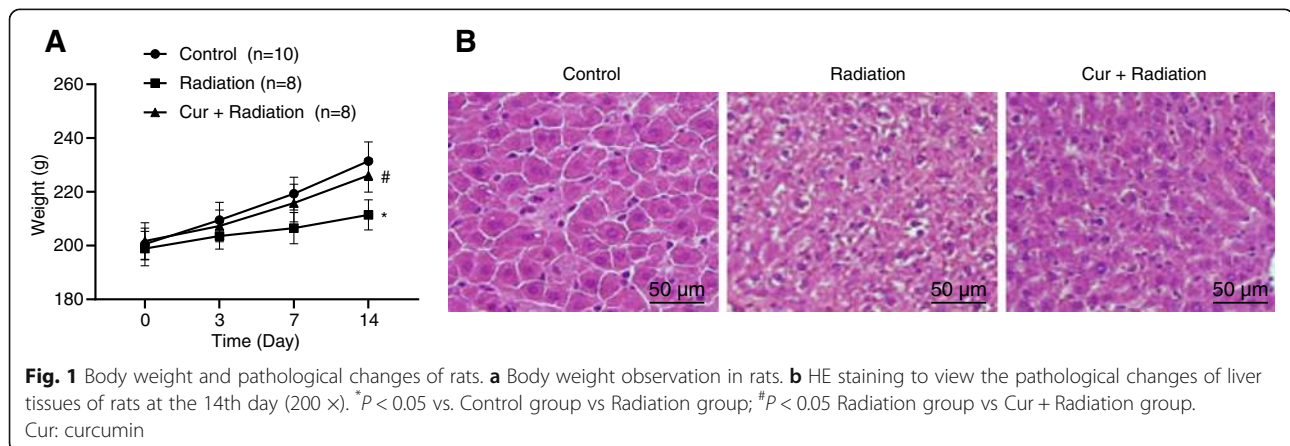 A
Control (n=10)
Radiation (n=8)
Cur + Radiation (n=8)
260
240
220
200
180
Weight (g)
#
*
0 3 7 14
Time (Day)
B
Control Radiation Cur + Radiation
50 μm 50 μm 50 μm
Fig. 1 Body weight and pathological changes of rats. a Body weight observation in rats. b HE staining to view the pathological changes of liver
tissues of rats at the 14th day (200 ×). *P < 0.05 vs. Control group vs Radiation group; #P < 0.05 Radiation group vs Cur + Radiation group.
Cur: curcumin